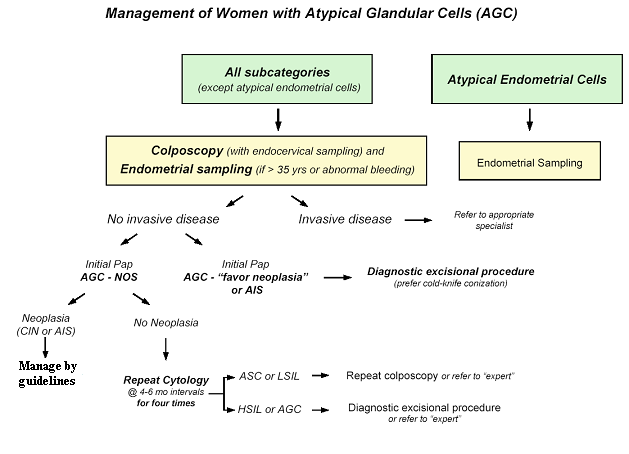 Management of Women with Atypical Glandular Cells (AGC)
All subcategories
(except atypical endometrial cells)
Atypical Endometrial Cells
Colposcopy (with endocervical sampling) and
Endometrial sampling (if > 35 yrs or abnormal bleeding)
Endometrial Sampling
No invasive disease
Invasive disease
Refer to appropriate
specialist
Initial Pap
AGC - NOS
Initial Pap
AGC - “favor neoplasia”
or AIS
Diagnostic excisional procedure
(prefer cold-knife conization)
Neoplasia
(CIN or AIS)
No Neoplasia
Manage by
guidelines
Repeat Cytology
@ 4-6 mo intervals
for four times
ASC or LSIL
Repeat colposcopy or refer to “expert”
HSIL or AGC
Diagnostic excisional procedure
or refer to “expert”